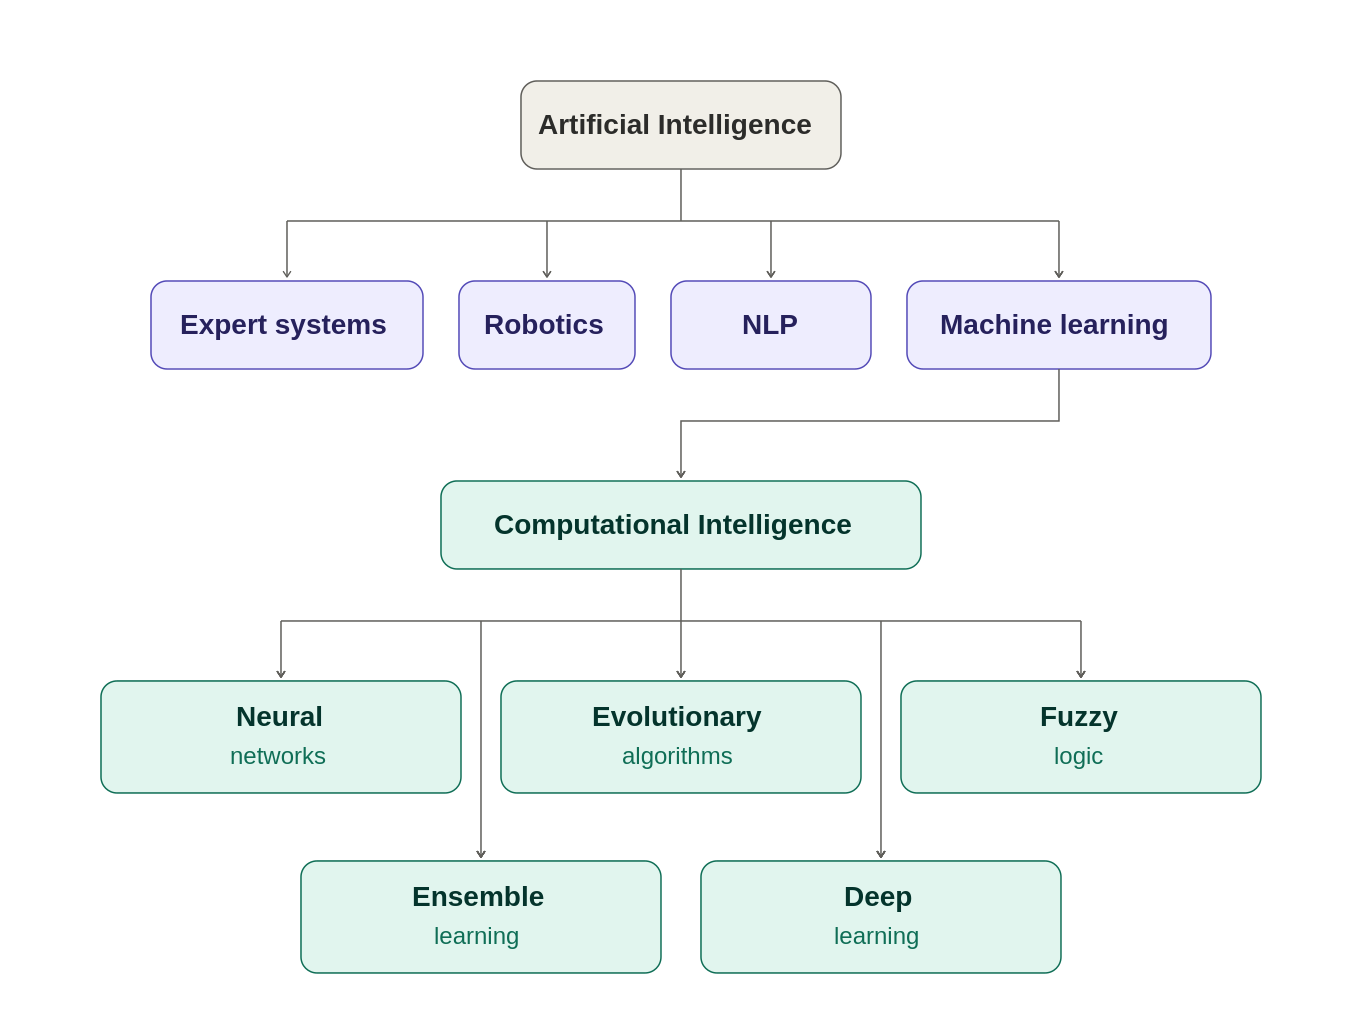 Artificial Intelligence
Expert systems
Robotics
NLP
Machine learning
Computational Intelligence
Neural
networks
Evolutionary
algorithms
Fuzzy
logic
Ensemble
learning
Deep
learning